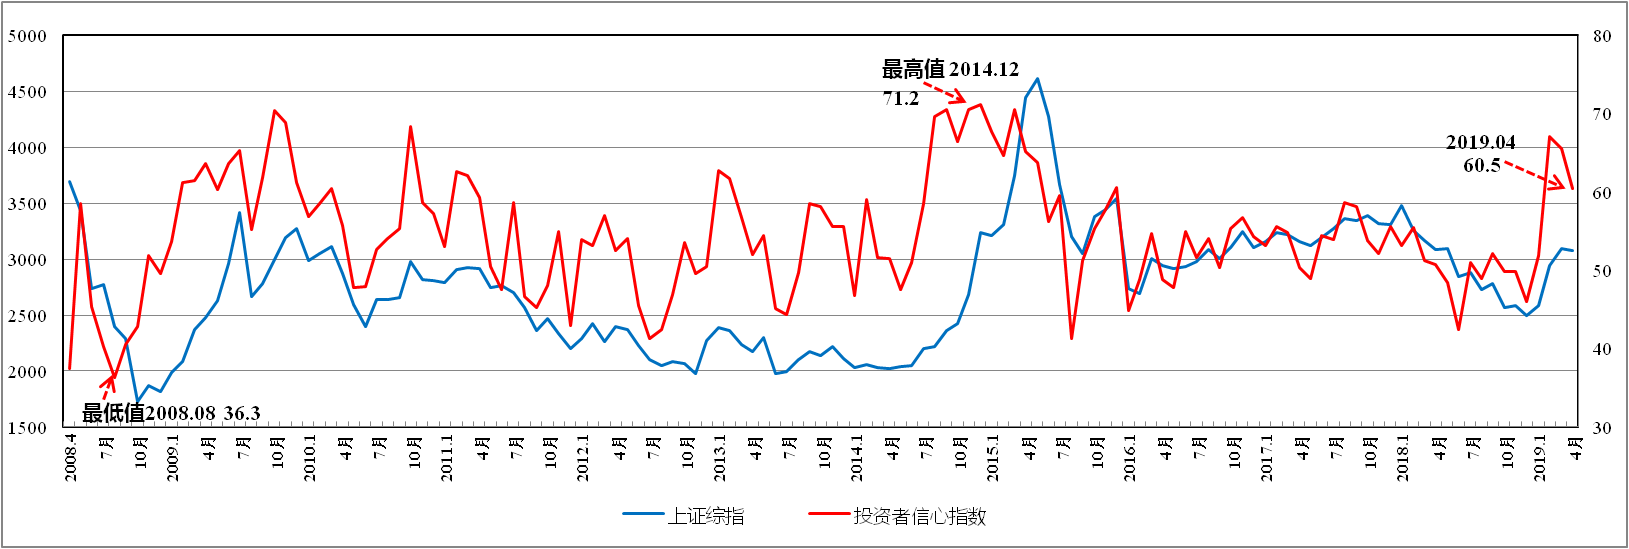 5000
4500
4000
3500
3000
2500
2000
1500
80
70
60
50
40
30
最高值 2014.12
71.2
2019.04
60.5
最低值2008.08 36.3
2008.4
7月
10月
2009.1
4月
7月
10月
2010.1
4月
7月
10月
2011.1
4月
7月
10月
2012.1
4月
7月
10月
2013.1
4月
7月
10月
2014.1
4月
7月
10月
2015.1
4月
7月
10月
2016.1
4月
7月
10月
2017.1
4月
7月
10月
2018.1
4月
7月
10月
2019.1
4月
上证综指
投资者信心指数